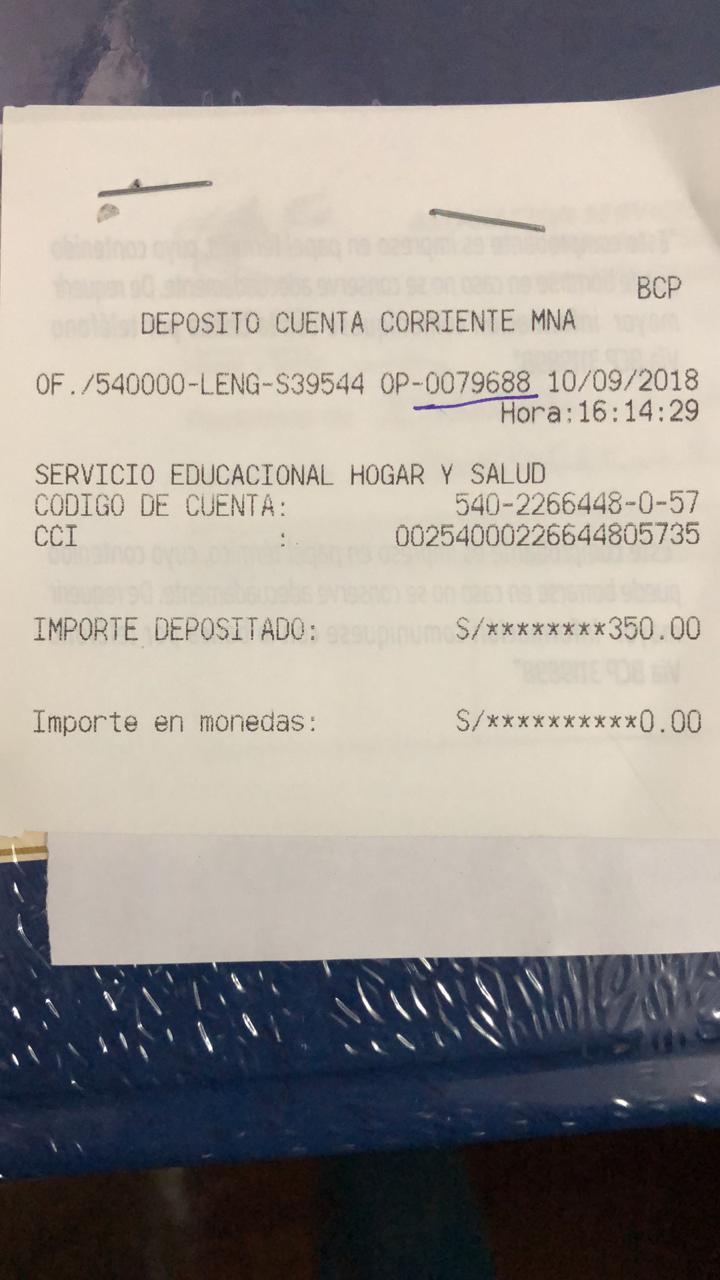 BCP
DEPOSITO CUENTA CORRIENTE MNA
OF./540000-LENG-S39544 OP-0079688 10/09/2018
Hora:16:14:29
SERVICIO EDUCACIONAL HOGAR Y SALUD
CODIGO DE CUENTA: 540-2266448-0-57
CCI : 00254000226644805735
IMPORTE DEPOSITADO: S/********350.00
Importe en monedas: S/**********0.00